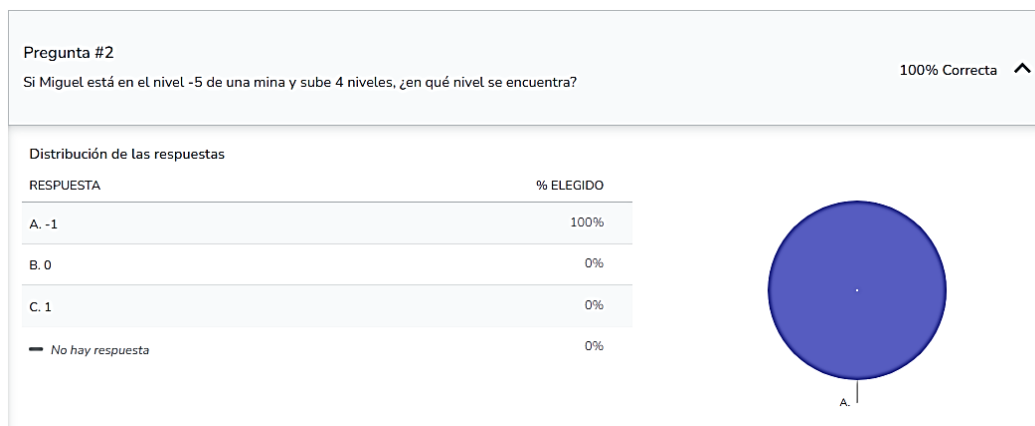 Pregunta #2
Si Miguel está en el nivel -5 de una mina y sube 4 niveles, ¿en qué nivel se encuentra?
100% Correcta
Distribución de las respuestas
RESPUESTA % ELEGIDO
A. -1 100%
B. 0 0%
C. 1 0%
No hay respuesta 0%
A.